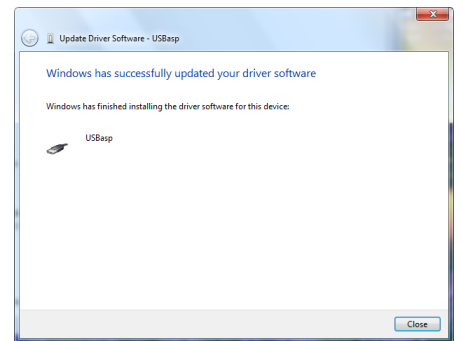 Update Driver Software - USBasp
Windows has successfully updated your driver software
Windows has finished installing the driver software for this device:
USBasp
Close